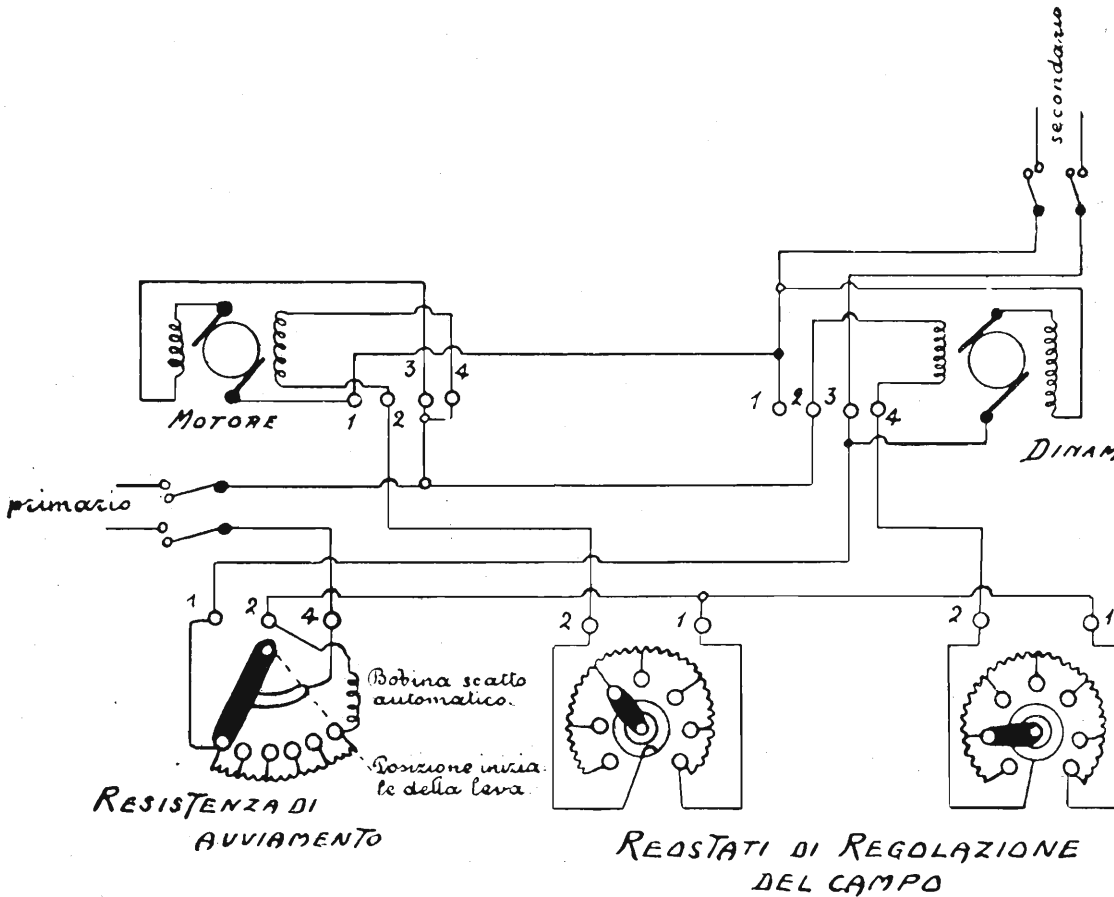 secondario
3
4
1
2
MOTORE
1
2
3
4
DINAM
primario
1
2
4
2
1
2
1
Bobina scatto
automatico.
Posizione inizia
le della leva.
RESISTENZA DI
AVVIAMENTO
REOSTATI DI REGOLAZIONE
DEL CAMPO